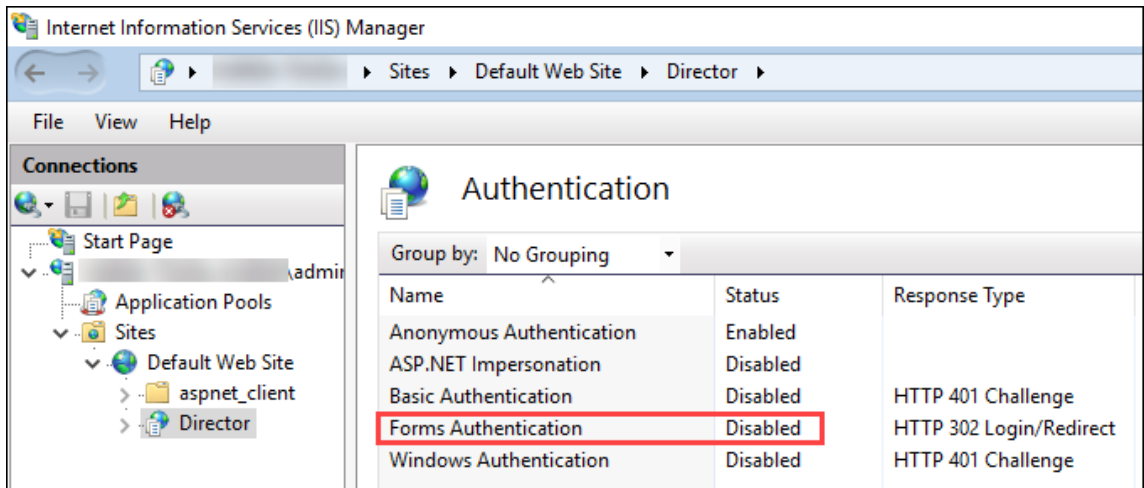 Internet Information Services (IIS) Manager
Sites Default Web Site Director
File View Help
Connections
Start Page
\admin
Application Pools
Sites
Default Web Site
aspnet_client
Director
Authentication
Group by: No Grouping
Name Status Response Type
Anonymous Authentication Enabled
ASP.NET Impersonation Disabled
Basic Authentication Disabled HTTP 401 Challenge
Forms Authentication Disabled HTTP 302 Login/Redirect
Windows Authentication Disabled HTTP 401 Challenge